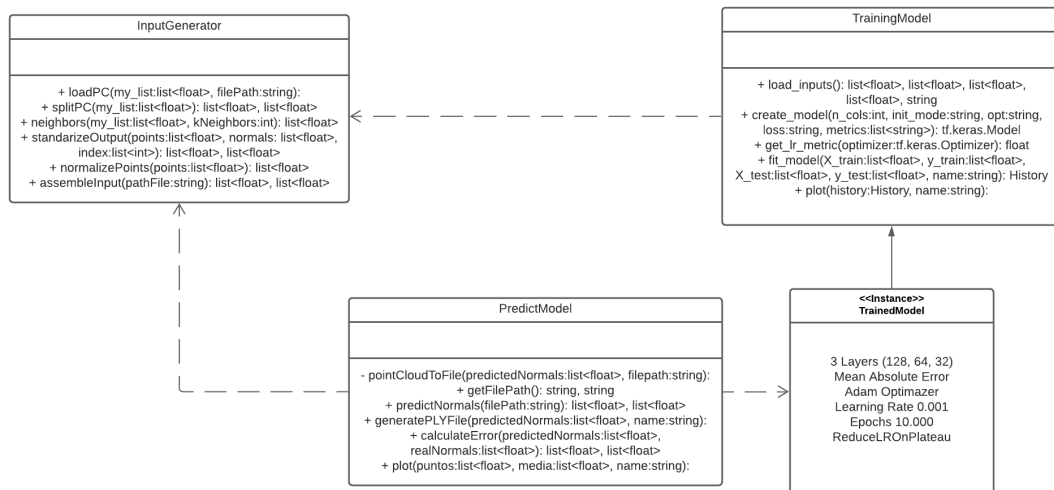 InputGenerator
+ loadPC(my_list:list<float>, filePath:string):
+ splitPC(my_list:list<float>): list<float>, list<float>
+ neighbors(my_list:list<float>, kNeighbors:int): list<float>
+ standarizeOutput(points:list<float>, normals: list<float>,
index:list<int>): list<float>, list<float>
+ normalizePoints(points:list<float>): list<float>
+ assembleInput(pathFile:string): list<float>, list<float>
TrainingModel
+ load_inputs(): list<float>, list<float>, list<float>,
list<float>, string
+ create_model(n_cols:int, init_mode:string, opt:string,
loss:string, metrics:list<string>): tf.keras.Model
+ get_lr_metric(optimizer:tf.keras.Optimizer): float
+ fit_model(X_train:list<float>, y_train:list<float>,
X_test:list<float>, y_test:list<float>, name:string): History
+ plot(history:History, name:string):
PredictModel
- pointCloudToFile(predictedNormals:list<float>, filepath:string):
+ getFilePath(): string, string
+ predictNormals(filePath:string): list<float>, list<float>
+ generatePLYFile(predictedNormals:list<float>, name:string):
+ calculateError(predictedNormals:list<float>,
realNormals:list<float>): list<float>, list<float>
+ plot(puntos:list<float>, media:list<float>, name:string):
<<Instance>>
TrainedModel
3 Layers (128, 64, 32)
Mean Absolute Error
Adam Optimazer
Learning Rate 0.001
Epochs 10.000
ReduceLROnPlateau